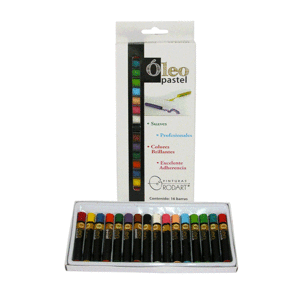 Óleo
pastel
• Suaves
• Profesionales
• Colores
Brillantes
• Excelente
Adherencia
PINTURAS
RODART
Contenido: 16 barras